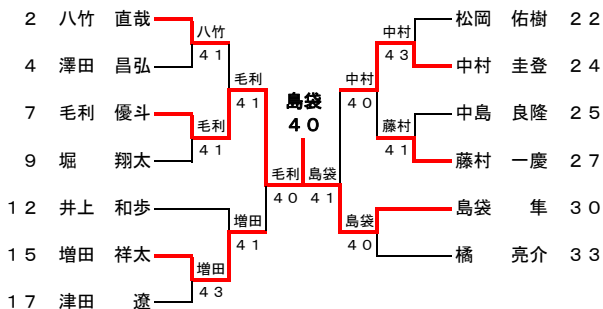 2 八竹 直哉
4 澤田 昌弘
7 毛利 優斗
9 堀 翔太
12 井上 和歩
15 増田 祥太
17 津田 遼
八竹
41
毛利
41
毛利
41
増田
43
増田
41
毛利
40
島袋
40
島袋
41
中村
40
中村
43
藤村
41
島袋
40
松岡 佑樹 22
中村 圭登 24
中島 良隆 25
藤村 一慶 27
島袋 隼 30
橘 亮介 33